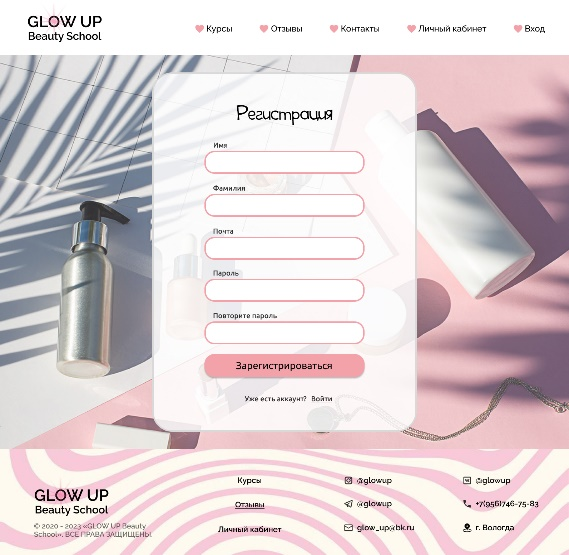 GLOW UP
Beauty School
Курсы
Отзывы
Контакты
Личный кабинет
Вход
Регистрация
Имя
Фамилия
Почта
Пароль
Повторите пароль
Зарегистрироваться
Уже есть аккаунт? Войти
GLOW UP
Beauty School
© 2020 - 2023 «GLOW UP Beauty
School». ВСЕ ПРАВА ЗАЩИЩЕНЫ.
Курсы
Отзывы
Личный кабинет
@glowup
@glowup
glow_up@bk.ru
@glowup
+7(956)746-75-83
г. Вологда